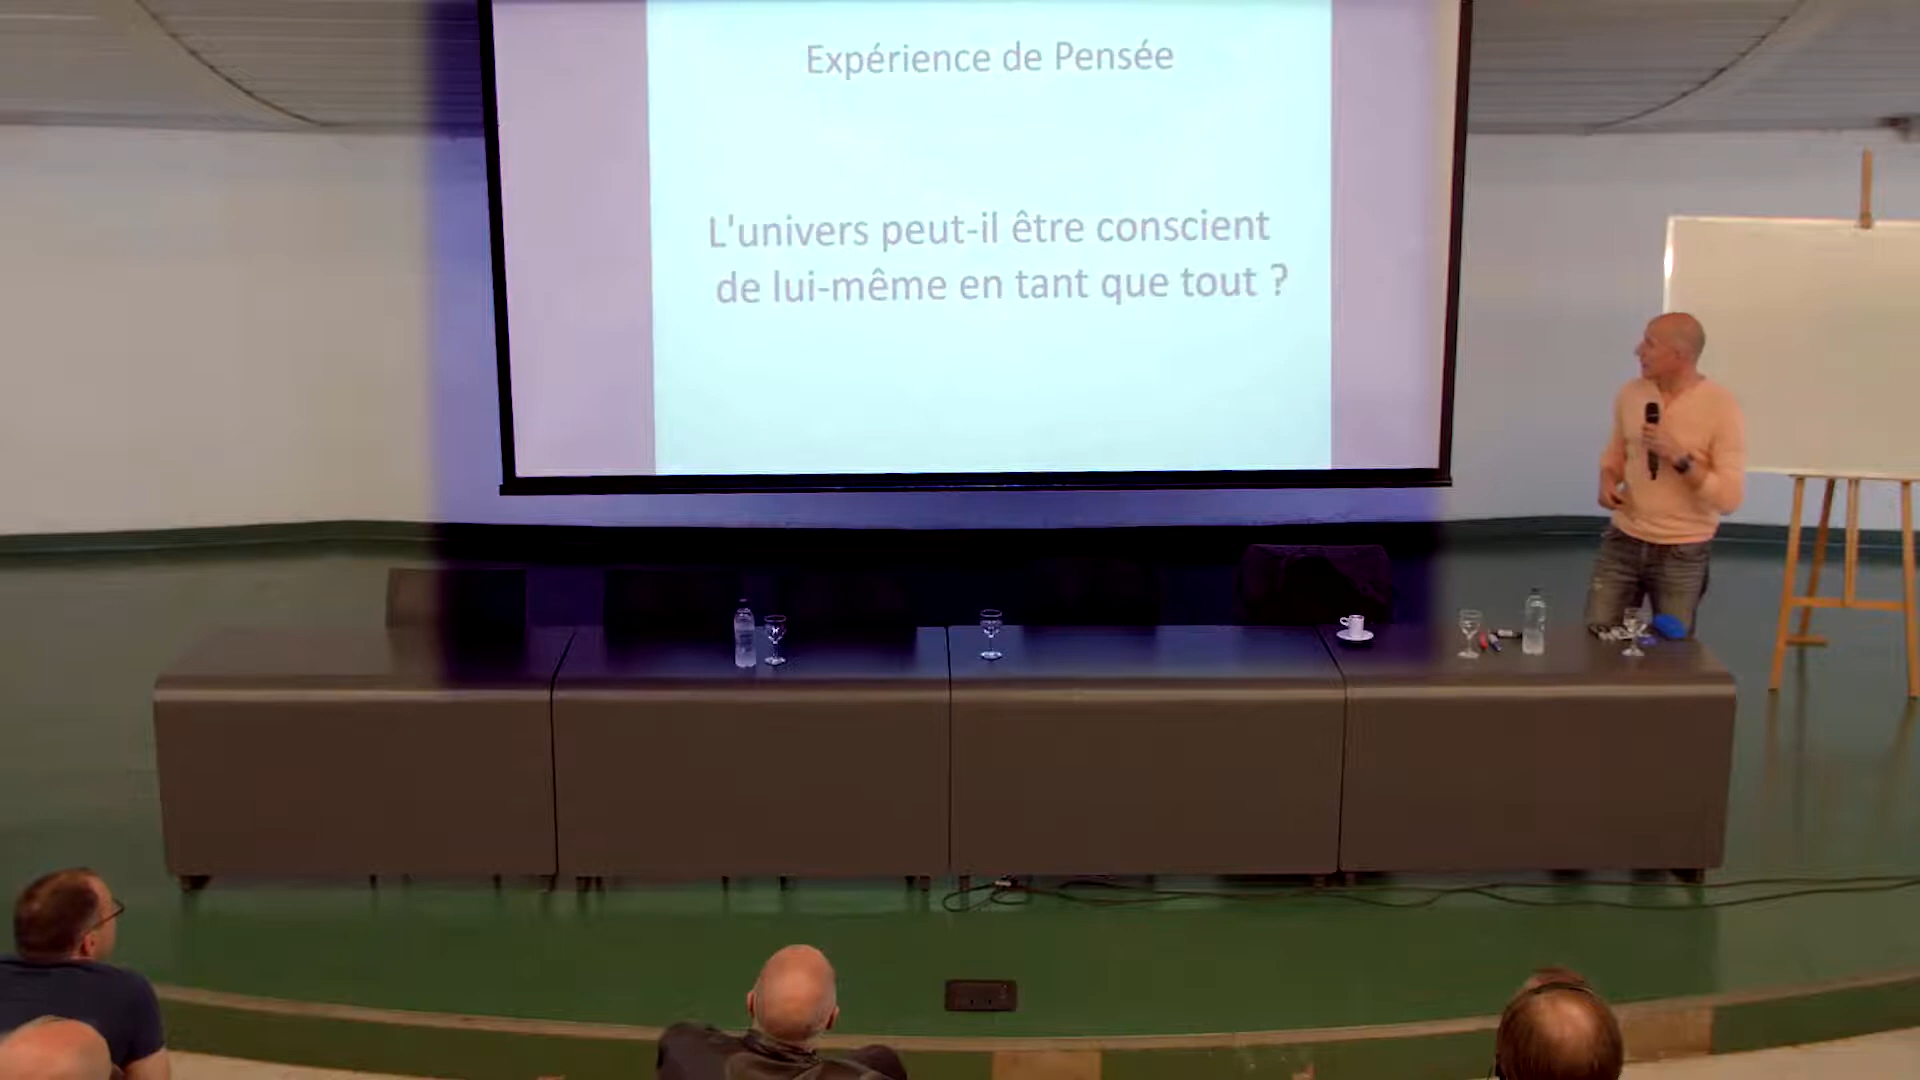 Expérience de Pensée
L'univers peut-il être conscient
de lui-même en tant que tout ?